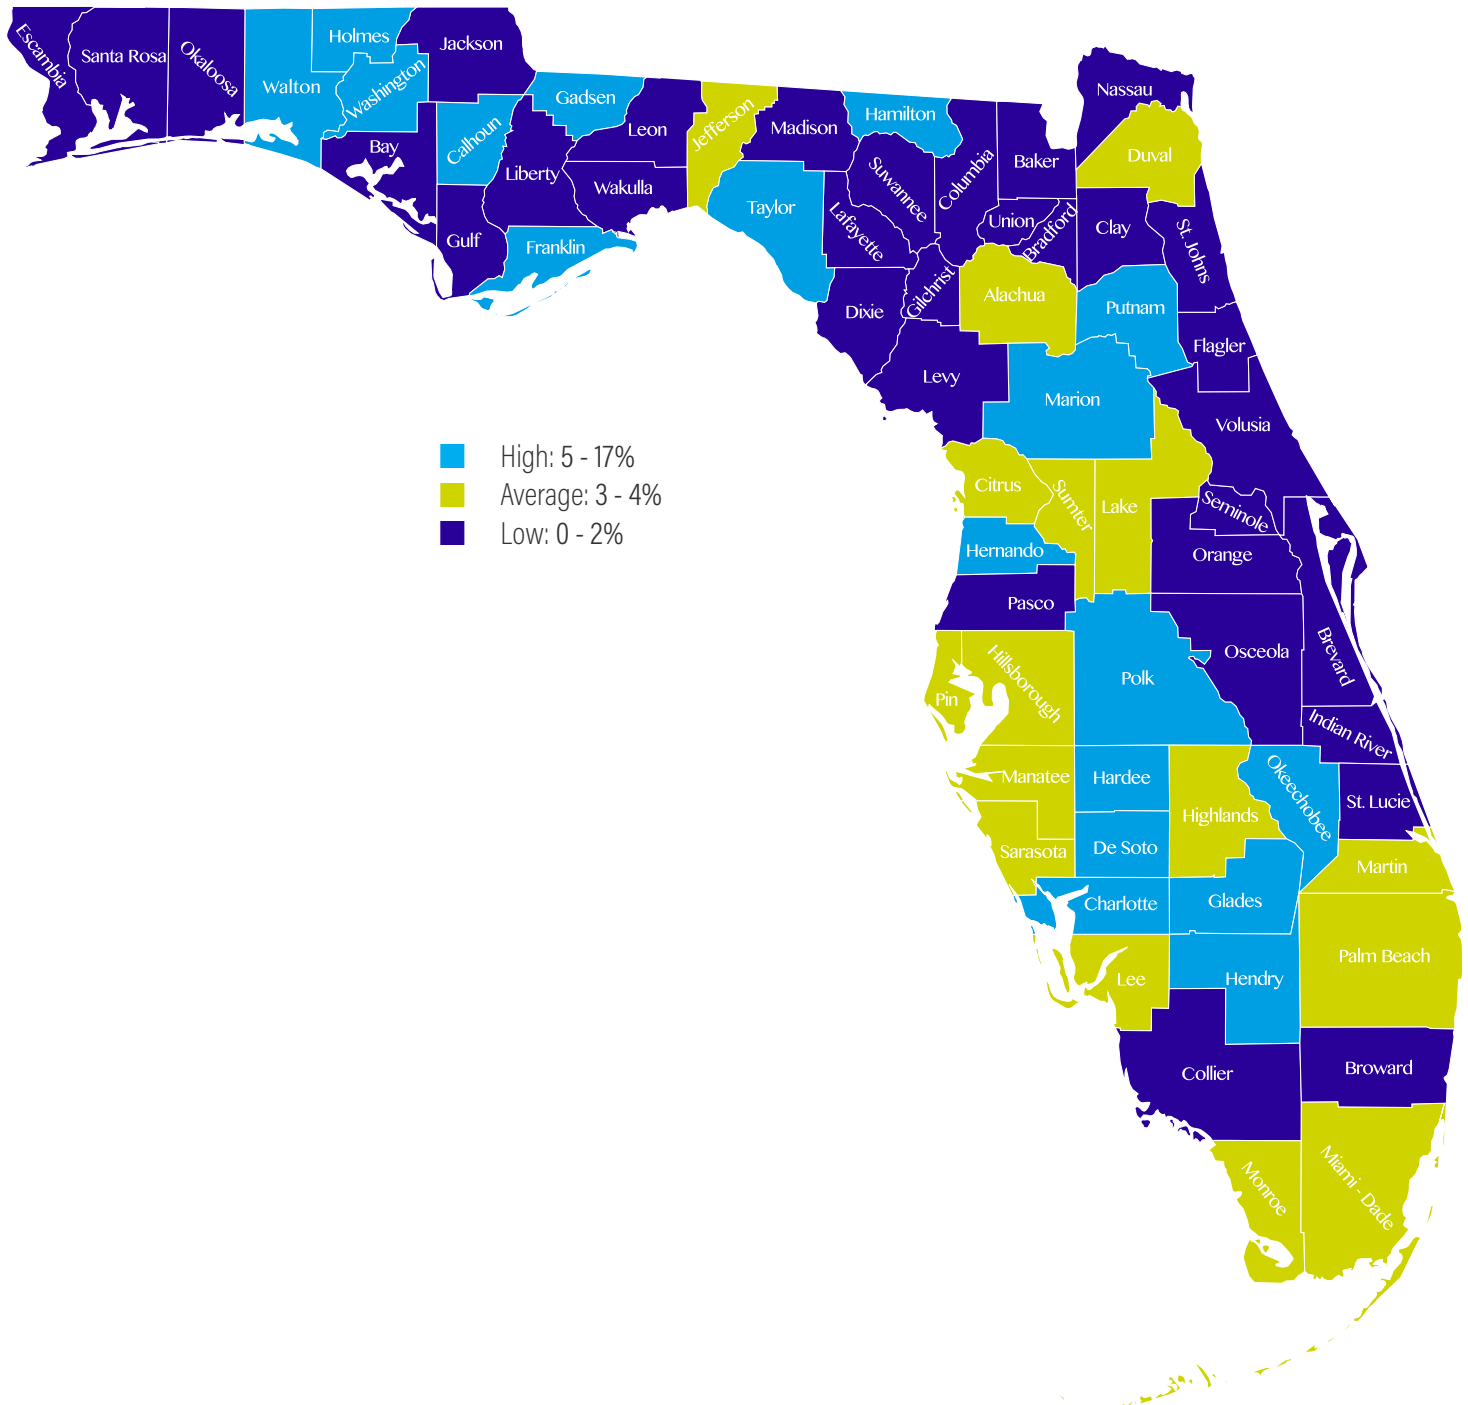 Escambia
Santa Rosa
Okaloosa
Walton
Holmes
Washington
Jackson
Bay
Calhoun
Gulf
Gadsen
Liberty
Franklin
Leon
Wakulla
Jefferson
Madison
Taylor
Hamilton
Suwannee
Lafayette
Columbia
Baker
Nassau
Duval
Union
Bradford
Clay
St. Johns
Dixie
Gilchrist
Alachua
Putnam
Flagler
Levy
Marion
Volusia
High: 5 - 17%
Average: 3 - 4%
Low: 0 - 2%
Citrus
Sumter
Lake
Seminole
Hernando
Orange
Pasco
Osceola
Brevard
Pin
Hillsborough
Polk
Indian River
Manatee
Hardee
Highlands
Okeechobee
St. Lucie
Sarasota
De Soto
Martin
Charlotte
Glades
Lee
Hendry
Palm Beach
Collier
Broward
Monroe
Miami - Dade